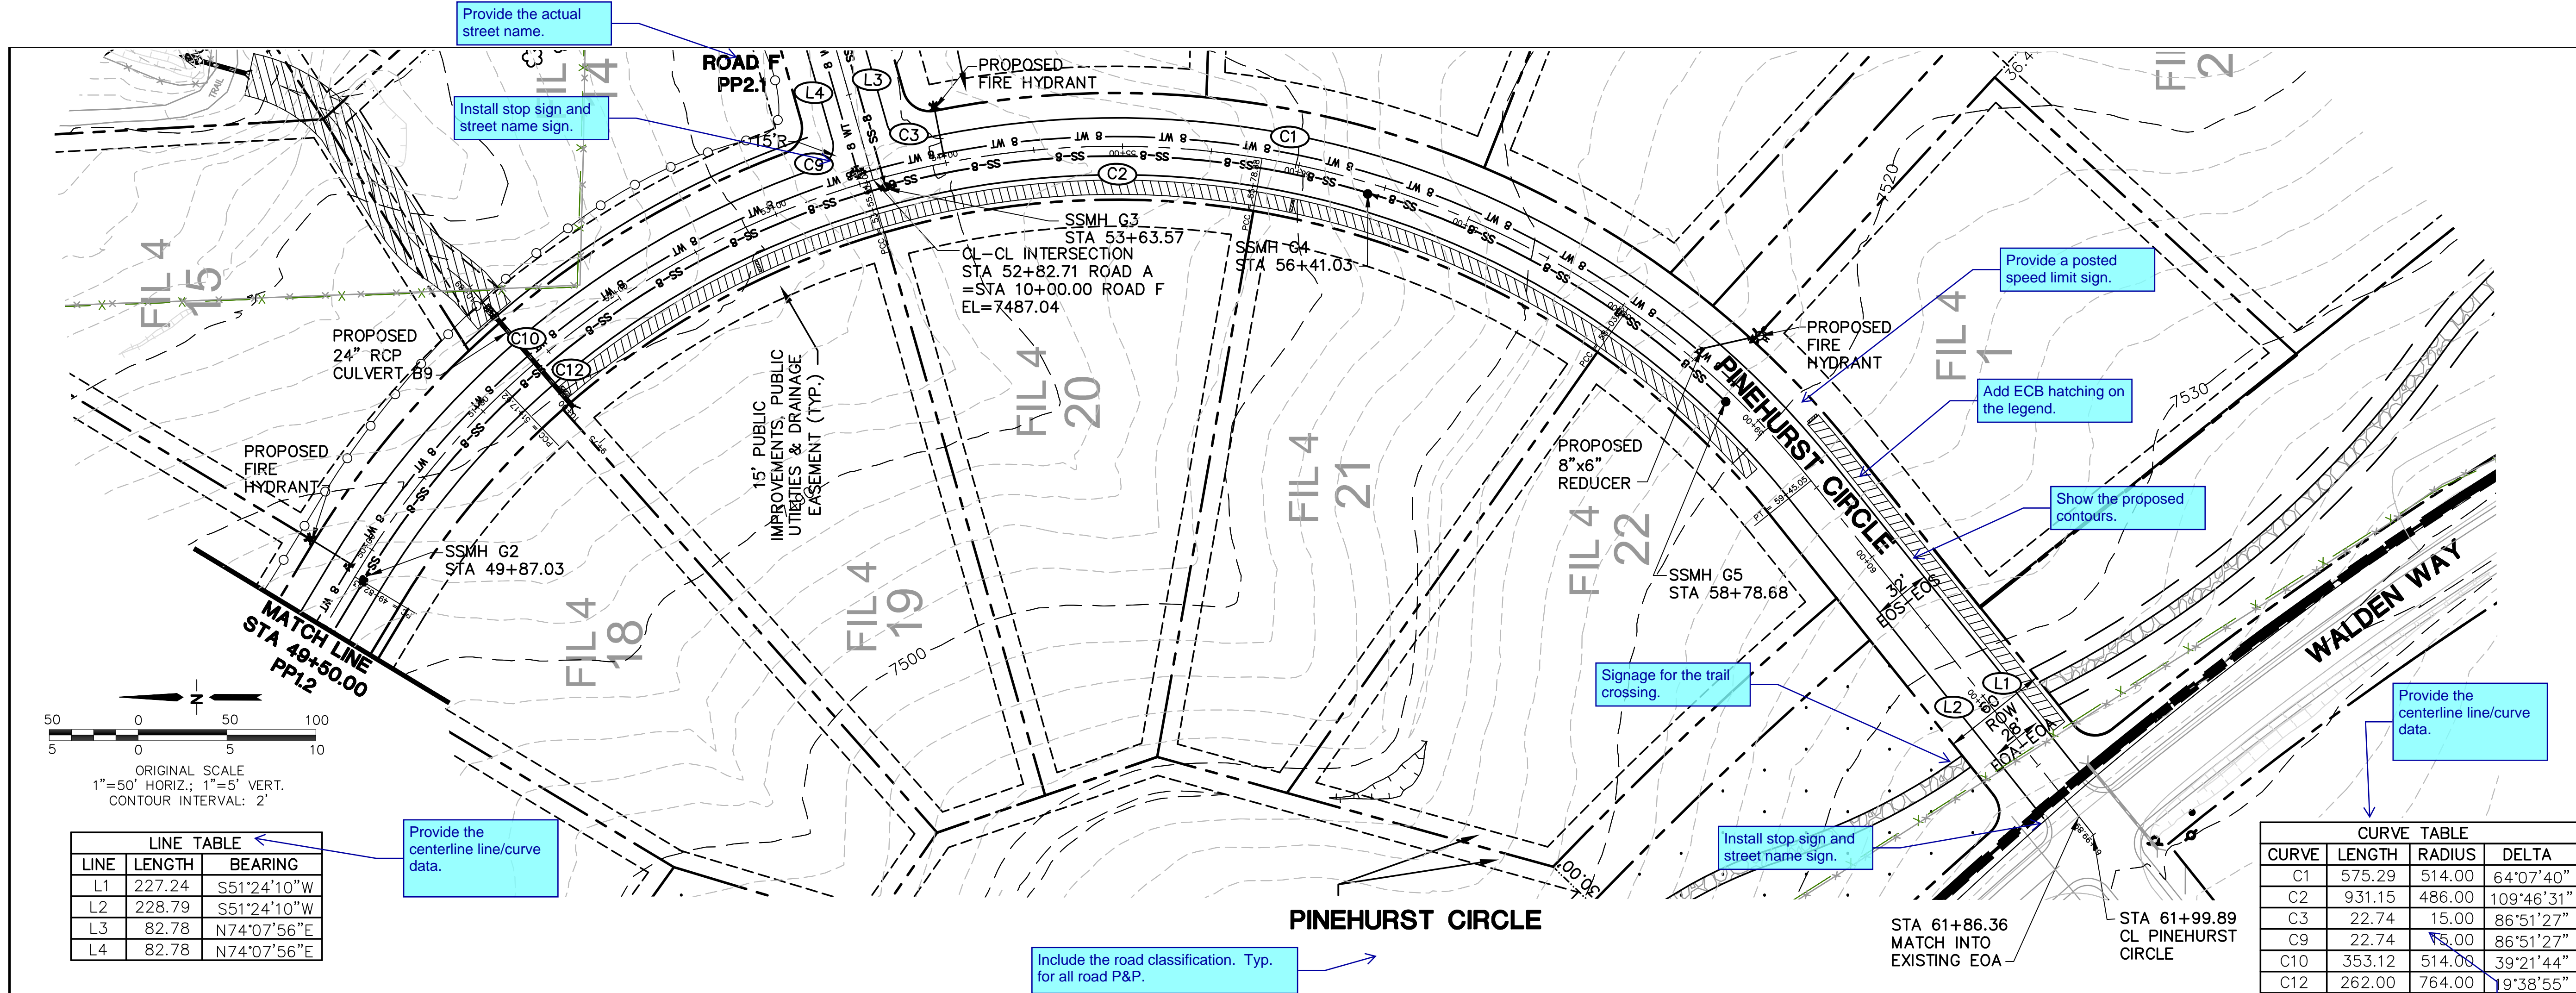 Provide the actual
street name.
ROAD F
PP2.1
Install stop sign and
street name sign.
PROPOSED
FIRE HYDRANT
TRAIL
FIL
14
L4
L3
C3
C9
15'R
C1
C2
FIL
2
36.4
7520
SSMH G3
STA 53+63.57
CL-CL INTERSECTION
STA 52+82.71 ROAD A
=STA 10+00.00 ROAD F
EL=7487.04
SSMH G4
STA 56+41.03
Provide a posted
speed limit sign.
FIL 4
15
PROPOSED
24" RCP
CULVERT B9
C10
C12
PROPOSED
FIRE
HYDRANT
FIL 4
1
Add ECB hatching on
the legend.
7530
15' PUBLIC
IMPROVEMENTS, PUBLIC
UTILITIES & DRAINAGE
EASEMENT (TYP.)
FIL 4
20
FIL 4
21
FIL 4
22
PROPOSED
8"x6"
REDUCER
PINEHURST CIRCLE
PT = 59+45.05
Show the proposed
contours.
PROPOSED
FIRE
HYDRANT
SSMH G2
STA 49+87.03
SSMH G5
STA 58+78.68
32'
EOS-EOS
MATCH LINE
STA 49+50.00
PP1.2
FIL 4
18
FIL 4
19
7500
WALDEN WAY
Signage for the trail
crossing.
L1
L2
60'
ROW
28'
EOA-EOA
Provide the
centerline line/curve
data.
N
50 0 50 100
5 0 5 10
ORIGINAL SCALE
1"=50' HORIZ.; 1"=5' VERT.
CONTOUR INTERVAL: 2'
Provide the
centerline line/curve
data.
LINE TABLE
LINE LENGTH BEARING
L1 227.24 S51°24'10"W
L2 228.79 S51°24'10"W
L3 82.78 N74°07'56"E
L4 82.78 N74°07'56"E
Install stop sign and
street name sign.
30.00'
PINEHURST CIRCLE
Include the road classification. Typ.
for all road P&P.
STA 61+86.36
MATCH INTO
EXISTING EOA
STA 61+99.89
CL PINEHURST
CIRCLE
CURVE TABLE
CURVE LENGTH RADIUS DELTA
C1 575.29 514.00 64°07'40"
C2 931.15 486.00 109°46'31"
C3 22.74 15.00 86°51'27"
C9 22.74 15.00 86°51'27"
C10 353.12 514.00 39°21'44"
C12 262.00 764.00 19°38'55"